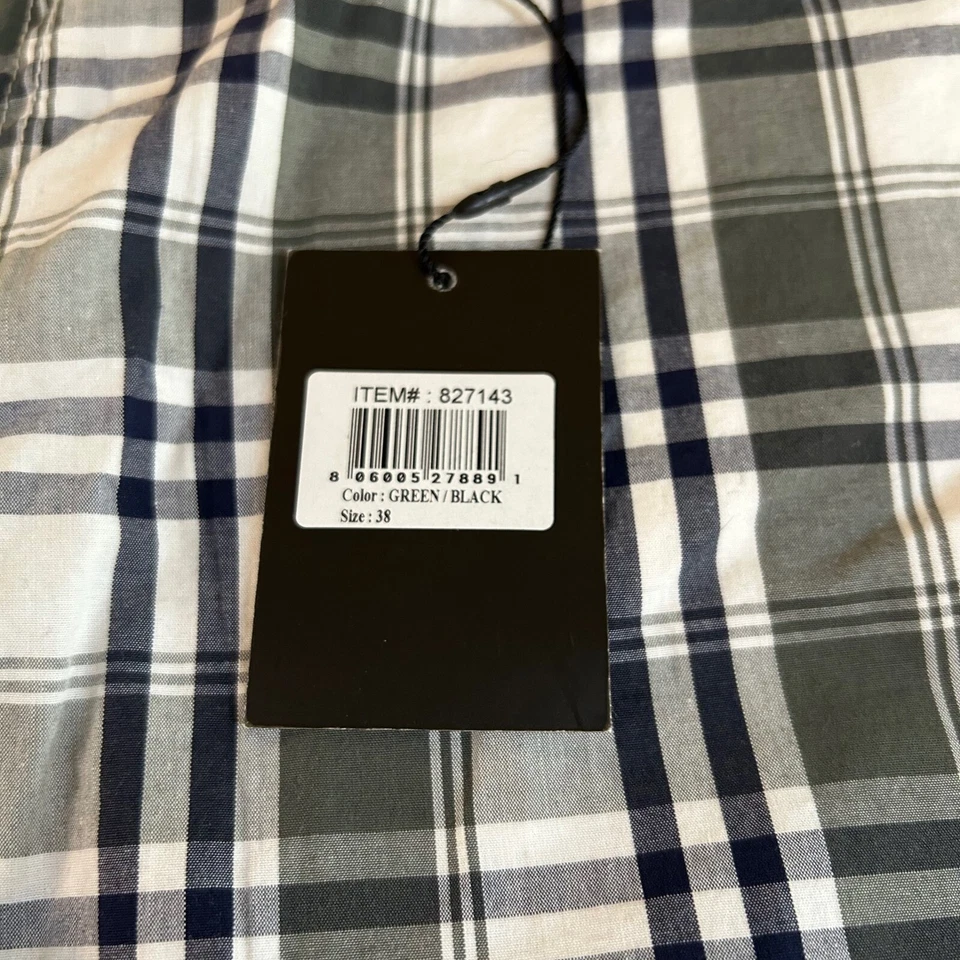 ITEM# : 827143
8 06005 27889 1
Color : GREEN / BLACK
Size : 38